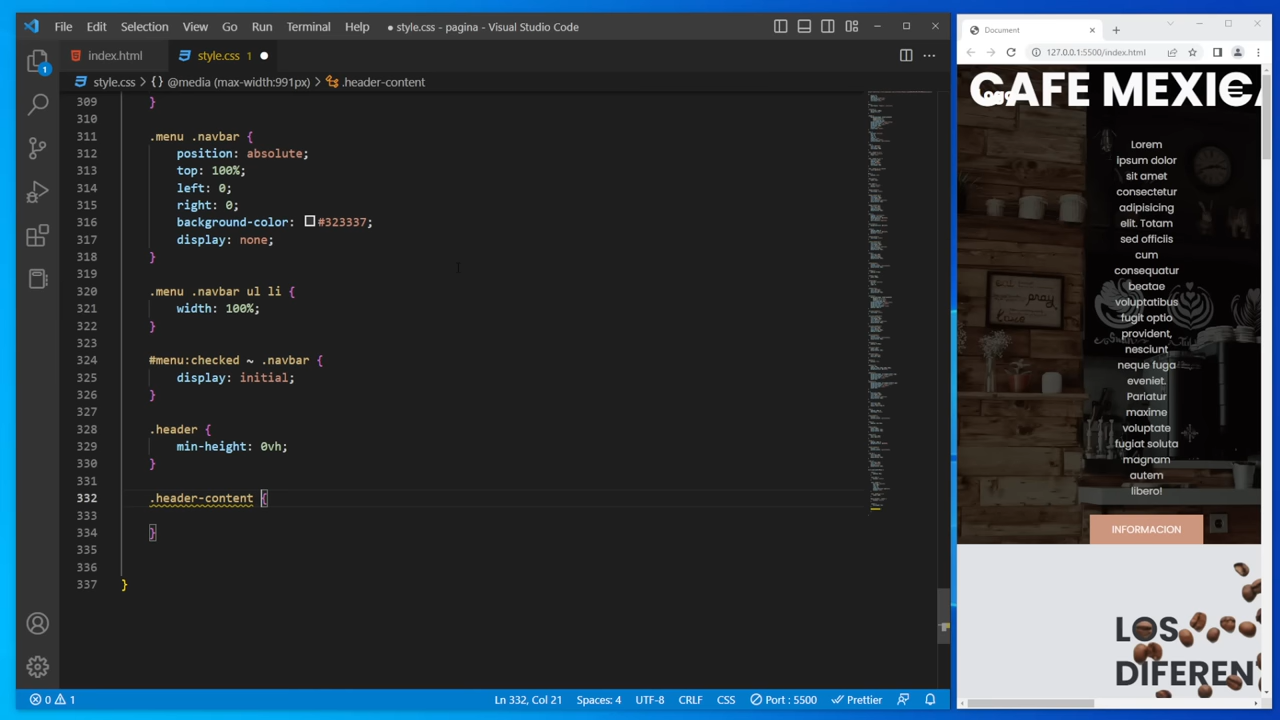 File Edit Selection View Go Run Terminal Help
● style.css - pagina - Visual Studio Code
index.html
style.css 1 ●
style.css > {} @media (max-width:991px) > .header-content
309 }
310
311 .menu .navbar {
312 position: absolute;
313 top: 100%;
314 left: 0;
315 right: 0;
316 background-color: #323337;
317 display: none;
318 }
319
320 .menu .navbar ul li {
321 width: 100%;
322 }
323
324 #menu:checked ~ .navbar {
325 display: initial;
326 }
327
328 .header {
329 min-height: 0vh;
330 }
331
332 .header-content {
333
334 }
335
336
337 }
1
0 1
Ln 332, Col 21 Spaces: 4 UTF-8 CRLF CSS Port : 5500 Prettier
Document
127.0.0.1:5500/index.html
CAFE MEXICA
Logo
Lorem
ipsum dolor
sit amet
consectetur
adipisicing
elit. Totam
sed officiis
cum
consequatur
beatae
voluptatibus
fugit optio
provident,
nesciunt
neque fuga
eveniet.
Pariatur
maxime
voluptate
fugiat soluta
magnam
autem
libero!
INFORMACION
LOS
DIFEREN